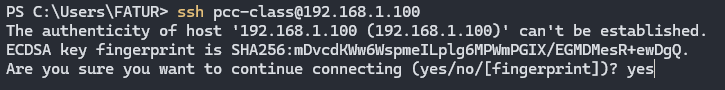 PS C:\Users\FATUR> ssh pcc-class@192.168.1.100
The authenticity of host '192.168.1.100 (192.168.1.100)' can't be established.
ECDSA key fingerprint is SHA256:mDvcdKWw6WspmeILplg6MPWmPGIX/EGMDMesR+ewDgQ.
Are you sure you want to continue connecting (yes/no/[fingerprint])? yes